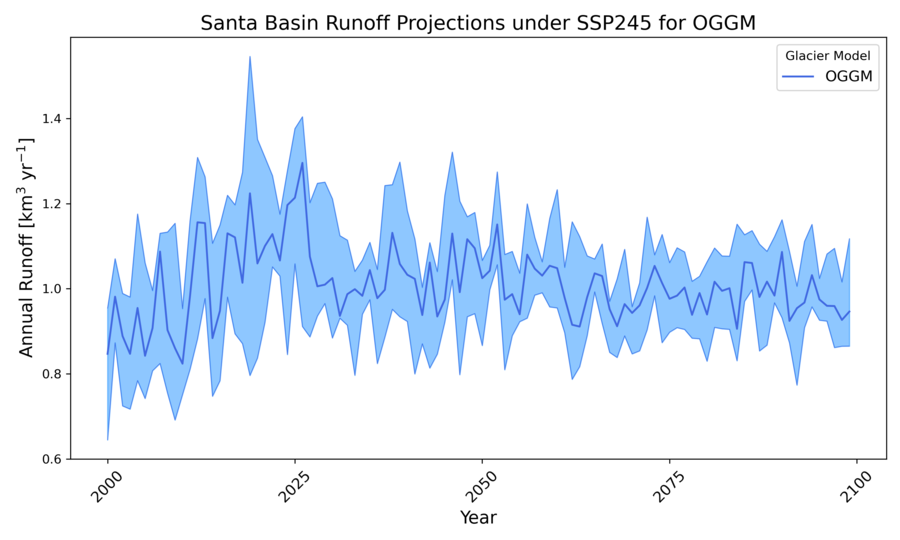 Santa Basin Runoff Projections under SSP245 for OGGM
Glacier Model
OGGM
Annual Runoff [km³ yr⁻¹]
1.4
1.2
1.0
0.8
0.6
2000
2025
2050
2075
2100
Year